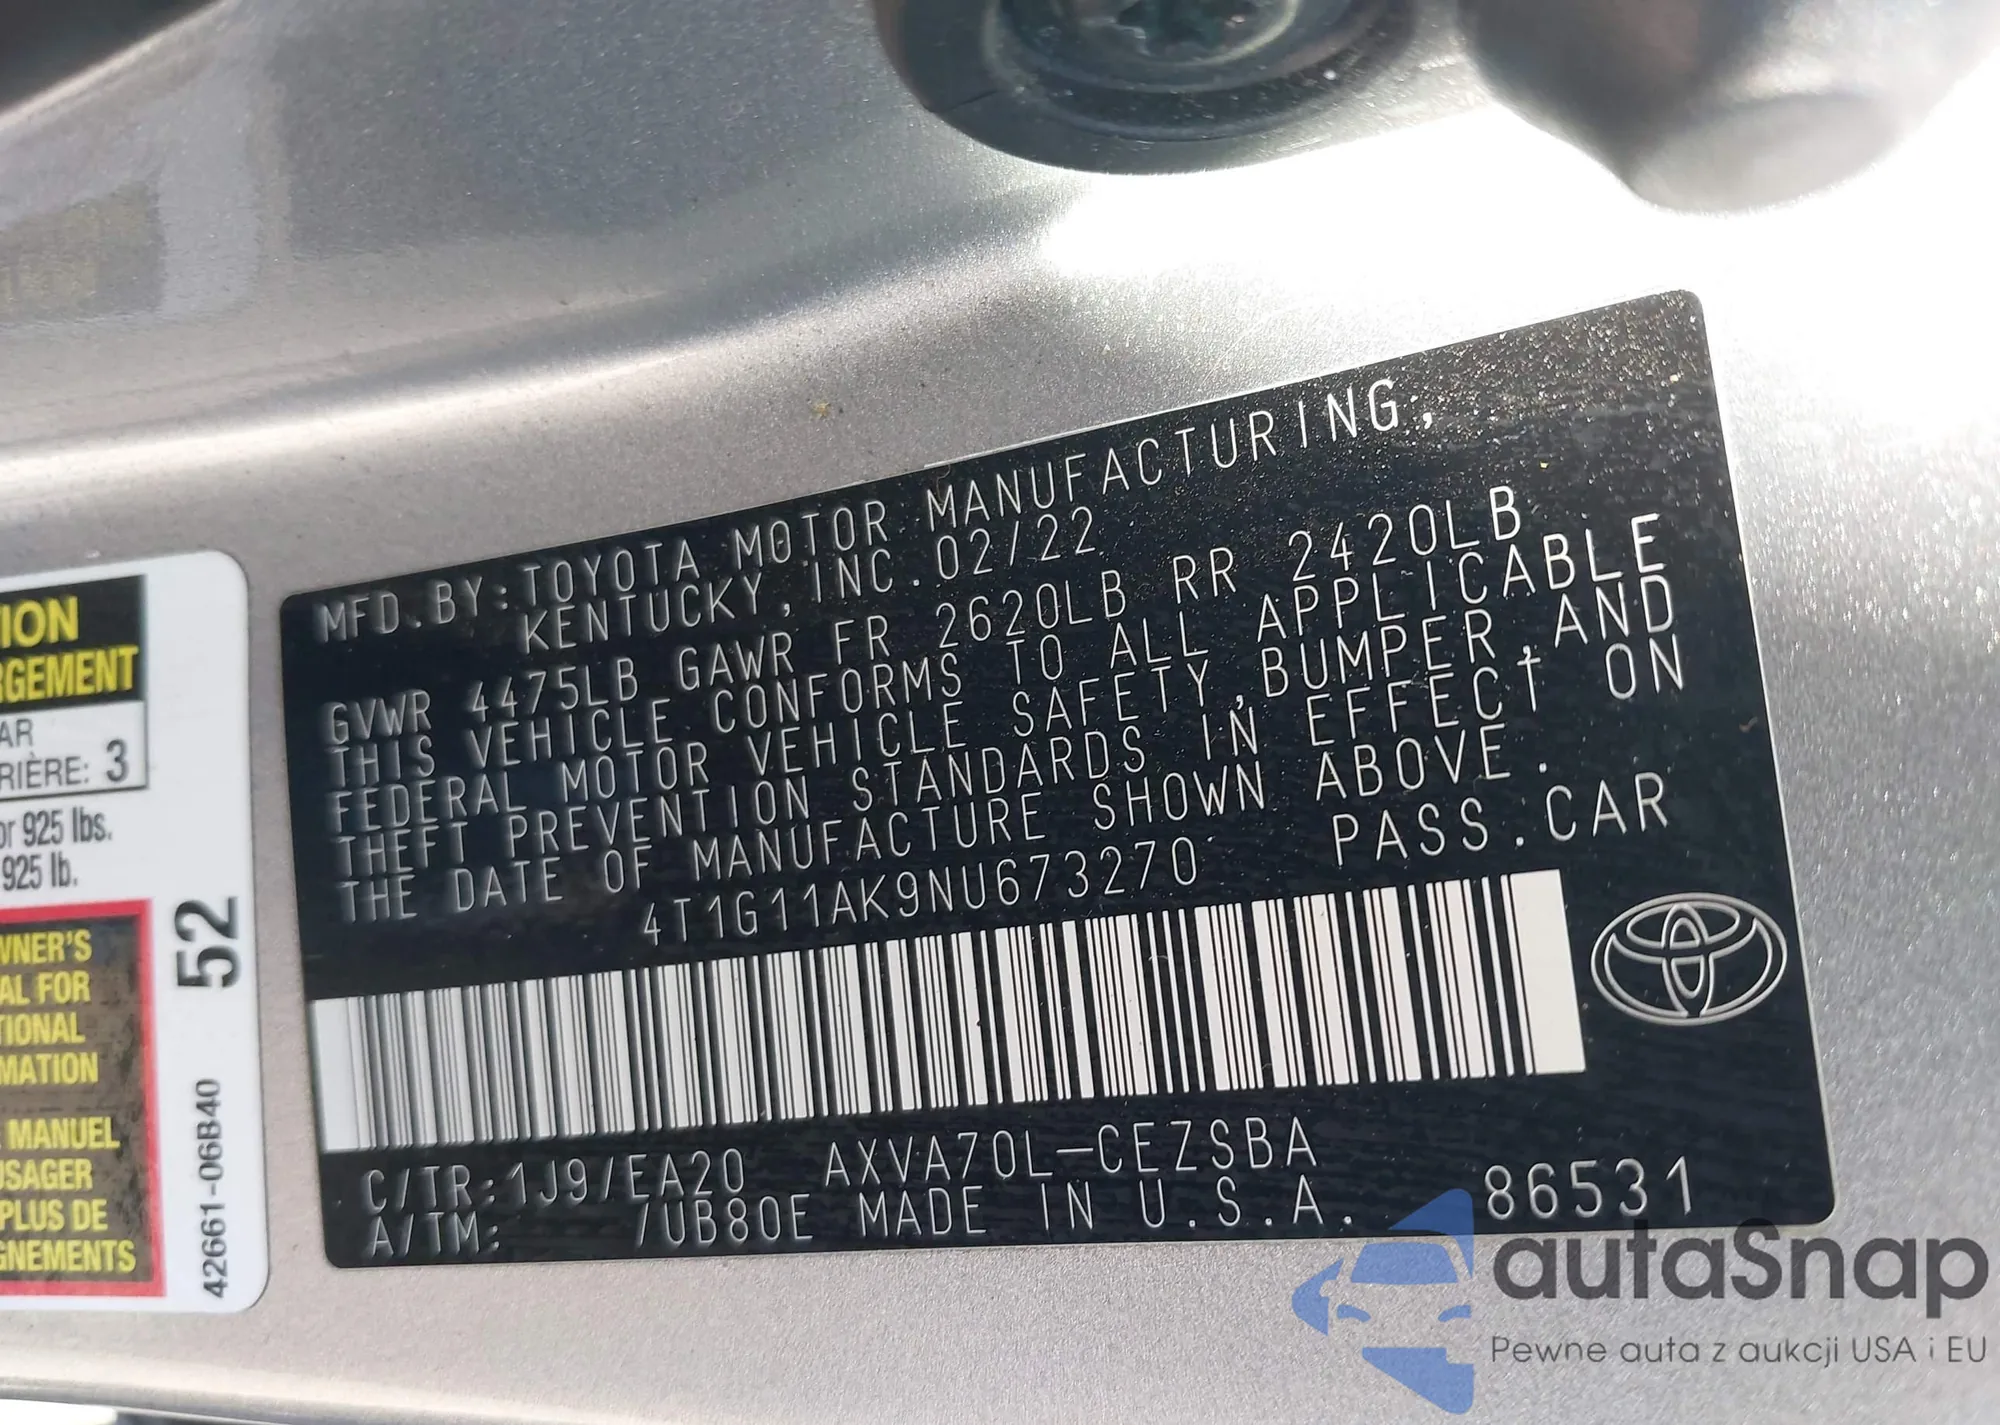 MFD.BY:TOYOTA MOTOR MANUFACTURING,
KENTUCKY, INC. 02/22
GVWR 4475LB GAWR FR 2620LB RR 2420LB
THIS VEHICLE CONFORMS TO ALL APPLICABLE
FEDERAL MOTOR VEHICLE SAFETY,BUMPER,AND
THEFT PREVENTION STANDARDS IN EFFECT ON
THE DATE OF MANUFACTURE SHOWN ABOVE.
4T1G11AK9NU673270 PASS.CAR
C/TR:1J9/EA20 AXVA70L-CEZSBA
A/TM: /UB80E MADE IN U.S.A. 86531
ION
RGEMENT
AR
RIÈRE: 3
or 925 lbs.
925 lb.
WNER'S
AL FOR
TIONAL
MATION
MANUEL
USAGER
PLUS DE
GNEMENTS
52
42661-06B40
autaSnap
Pewne auta z aukcji USA i EU